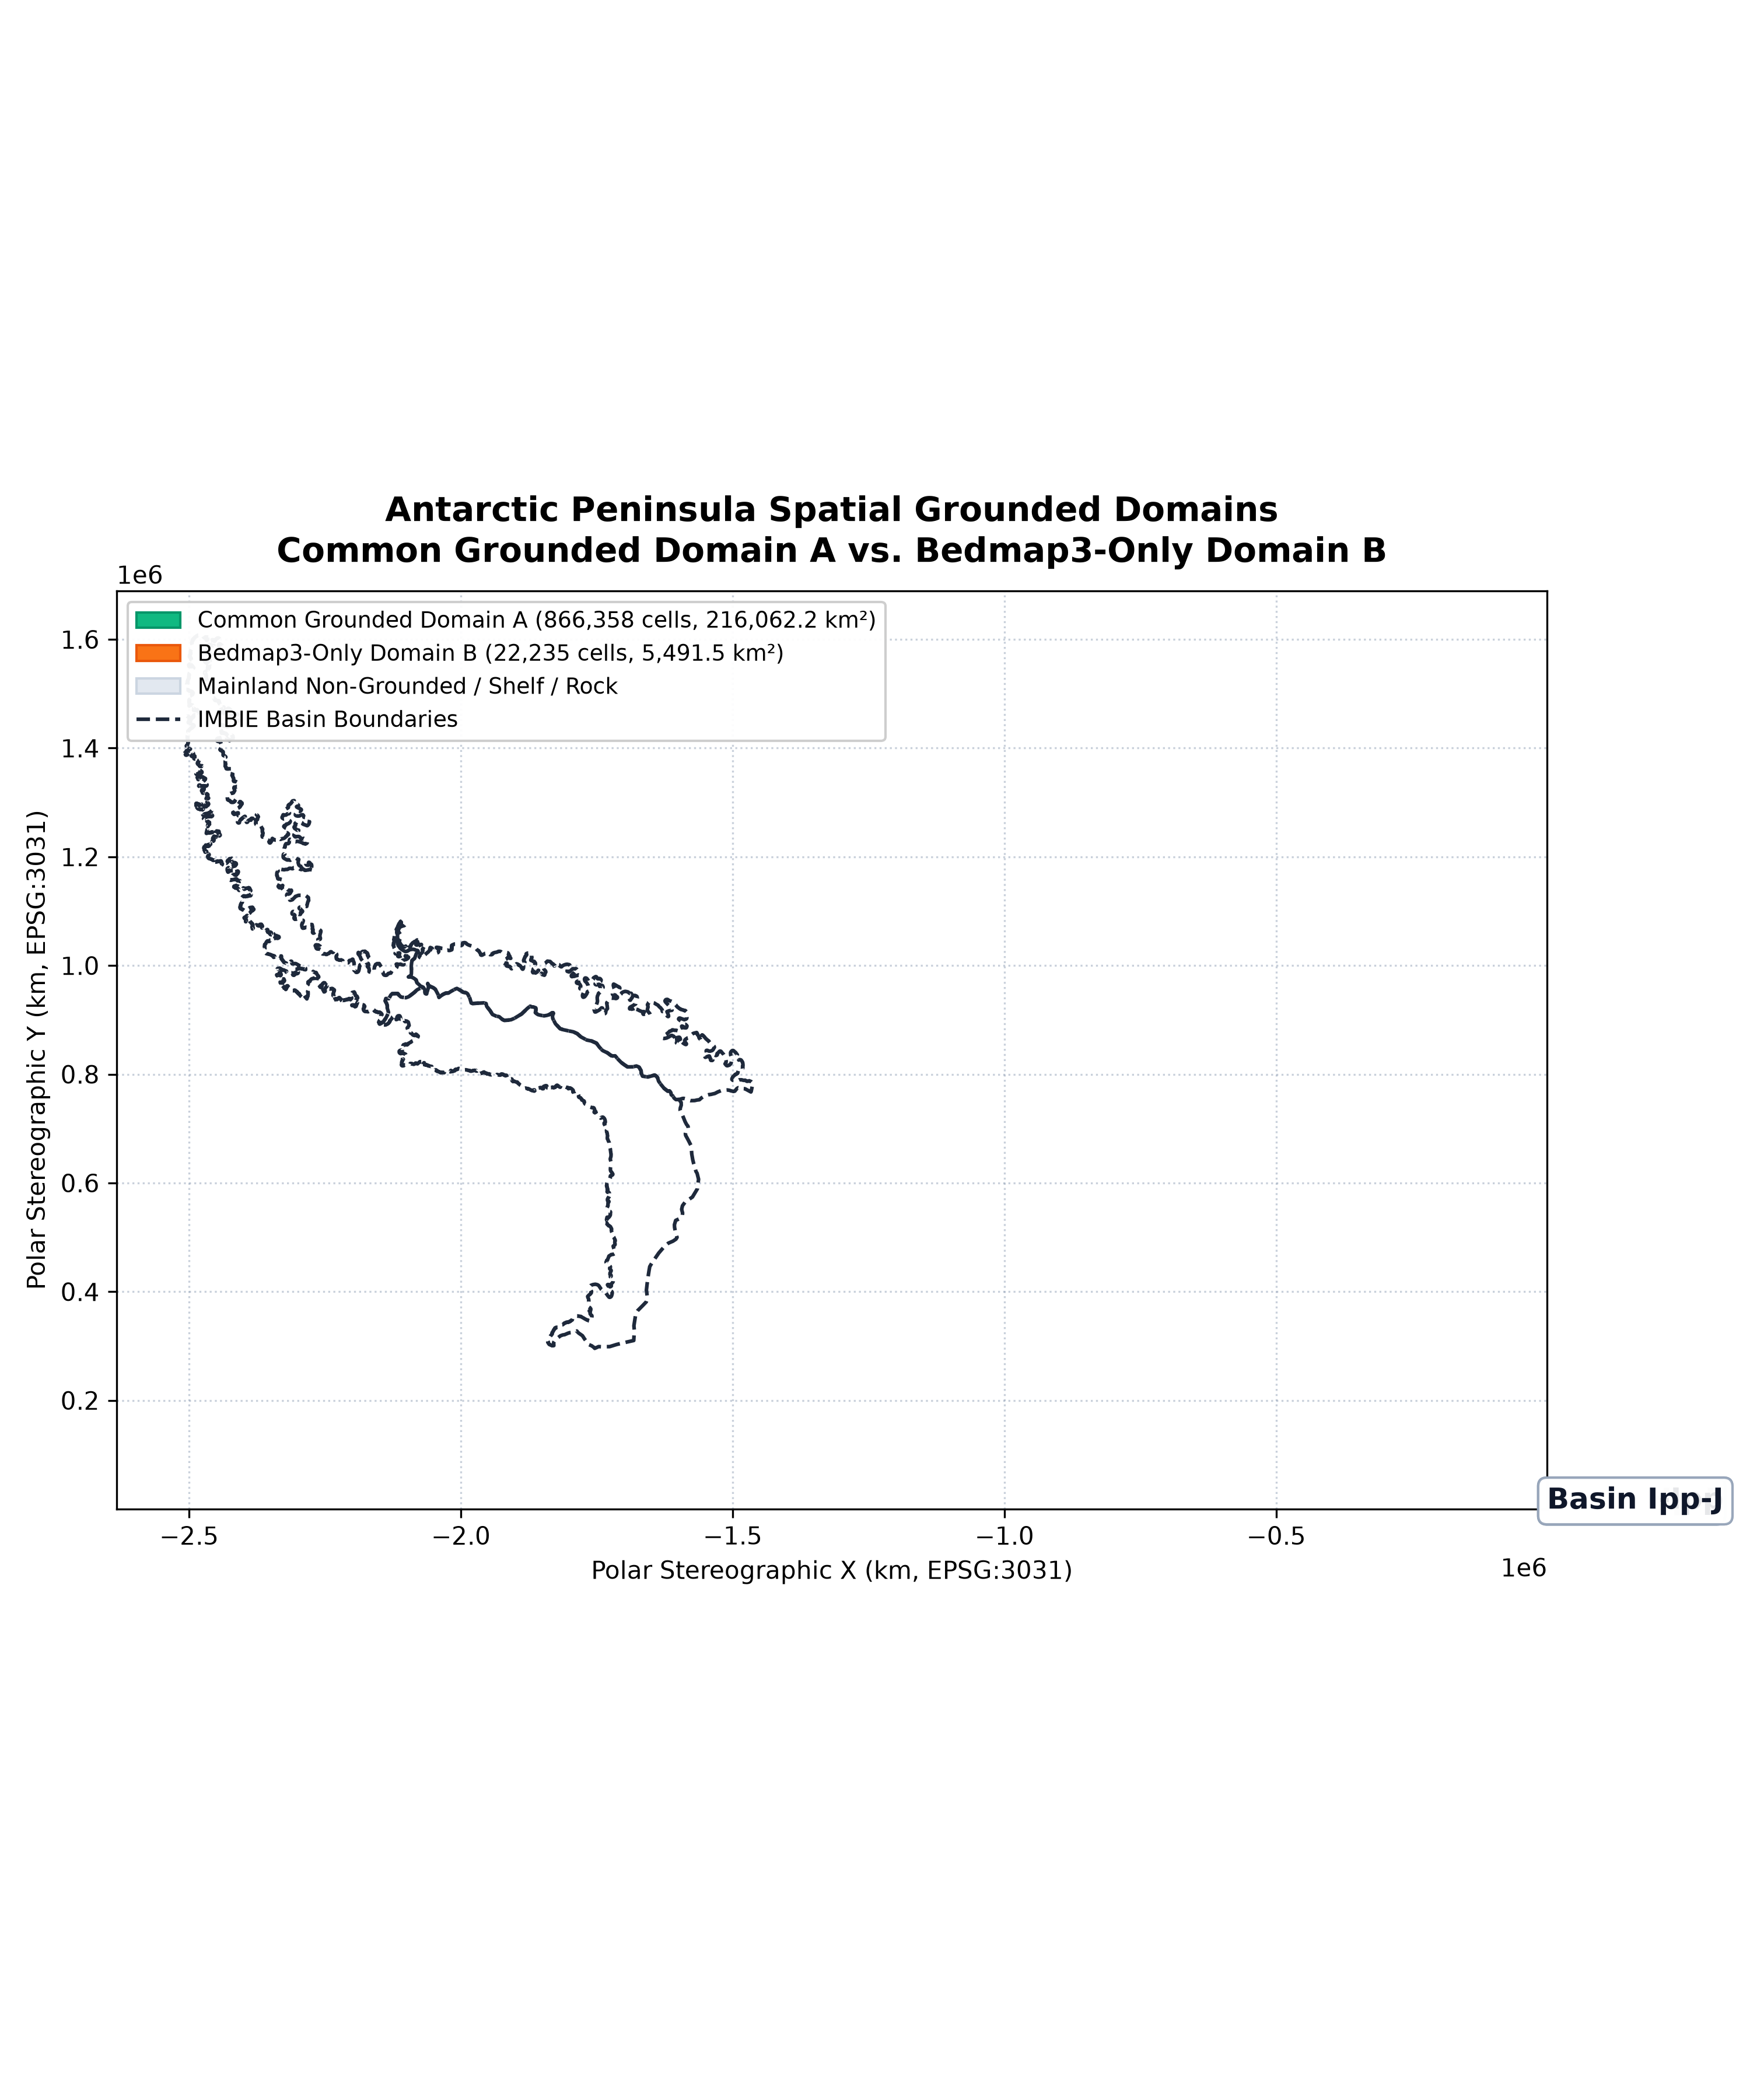 Antarctic Peninsula Spatial Grounded Domains
Common Grounded Domain A vs. Bedmap3-Only Domain B
1e6
Common Grounded Domain A (866,358 cells, 216,062.2 km²)
Bedmap3-Only Domain B (22,235 cells, 5,491.5 km²)
Mainland Non-Grounded / Shelf / Rock
IMBIE Basin Boundaries
1.6
1.4
1.2
1.0
0.8
0.6
0.4
0.2
Polar Stereographic Y (km, EPSG:3031)
Basin Ipp-J
−2.5
−2.0
−1.5
−1.0
−0.5
1e6
Polar Stereographic X (km, EPSG:3031)